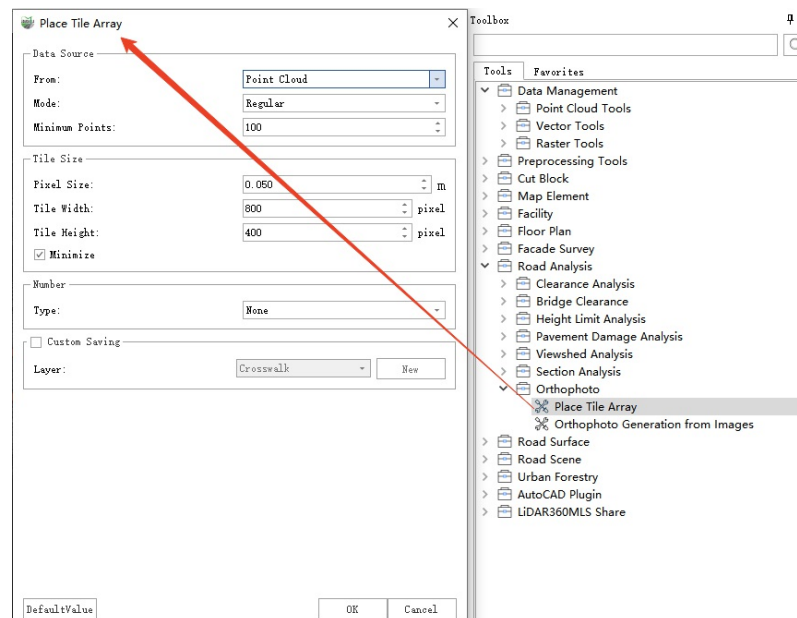 Place Tile Array
Data Source
From:
Point Cloud
Mode:
Regular
Minimum Points:
100
Tile Size
Pixel Size:
0.050
m
Tile Width:
800
pixel
Tile Height:
400
pixel
Minimize
Number
Type:
None
Custom Saving
Layer:
Crosswalk
New
DefaultValue
OK
Cancel
Toolbox
Tools
Favorites
Data Management
Point Cloud Tools
Vector Tools
Raster Tools
Preprocessing Tools
Cut Block
Map Element
Facility
Floor Plan
Facade Survey
Road Analysis
Clearance Analysis
Bridge Clearance
Height Limit Analysis
Pavement Damage Analysis
Viewshed Analysis
Section Analysis
Orthophoto
Place Tile Array
Orthophoto Generation from Images
Road Surface
Road Scene
Urban Forestry
AutoCAD Plugin
LiDAR360MLS Share